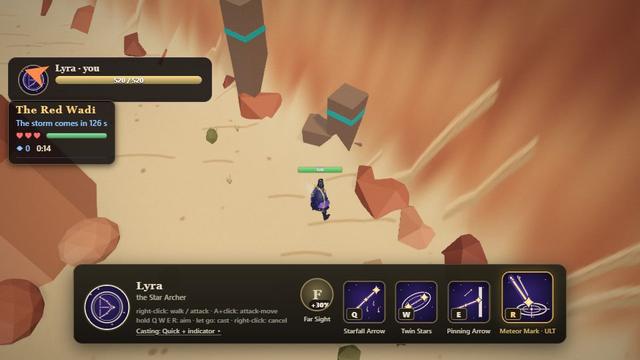 Lyra · you
520 / 520
The Red Wadi
The storm comes in 126 s
0 0:14
Lyra
the Star Archer
right-click: walk / attack · A+click: attack-move
hold Q W E R: aim · let go: cast · right-click: cancel
Casting: Quick + indicator
F
+30%
Far Sight
Q
Starfall Arrow
W
Twin Stars
E
Pinning Arrow
R
Meteor Mark · ULT